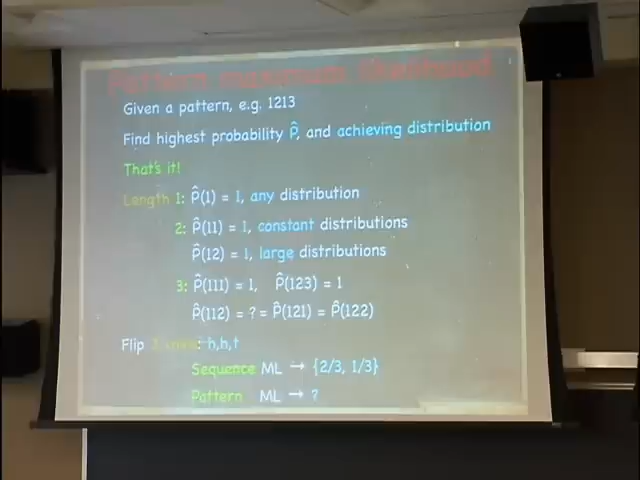 Pattern maximum likelihood
Given a pattern, e.g. 1213
Find highest probability P̂, and achieving distribution
That's it!
Length 1: P̂(1) = 1, any distribution
2: P̂(11) = 1, constant distributions
P̂(12) = 1, large distributions
3: P̂(111) = 1, P̂(123) = 1
P̂(112) = ? = P̂(121) = P̂(122)
Flip 3 coins: h,h,t
Sequence ML → {2/3, 1/3}
Pattern ML → ?